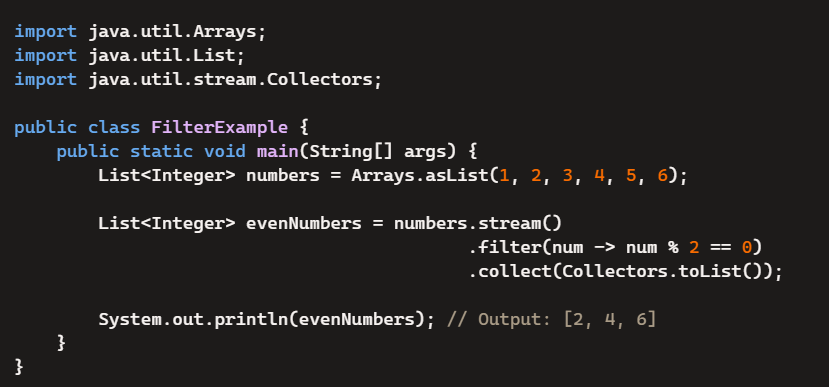 import java.util.Arrays;
import java.util.List;
import java.util.stream.Collectors;

public class FilterExample {
    public static void main(String[] args) {
        List<Integer> numbers = Arrays.asList(1, 2, 3, 4, 5, 6);

        List<Integer> evenNumbers = numbers.stream()
                                           .filter(num -> num % 2 == 0)
                                           .collect(Collectors.toList());

        System.out.println(evenNumbers); // Output: [2, 4, 6]
    }
}